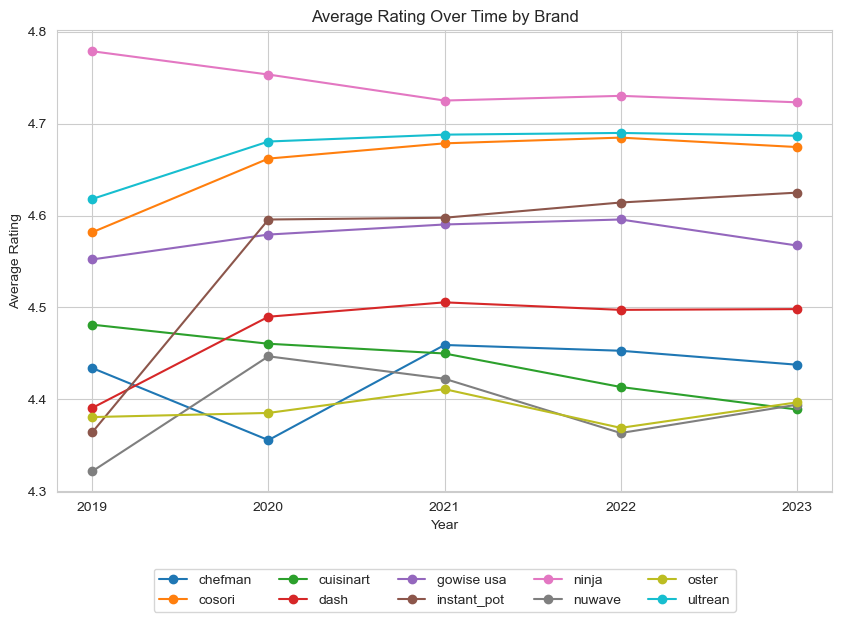 Average Rating Over Time by Brand
Average Rating
4.8
4.7
4.6
4.5
4.4
4.3
2019 2020 2021 2022 2023
Year
chefman cuisinart gowise usa ninja oster
cosori dash instant_pot nuwave ultrean